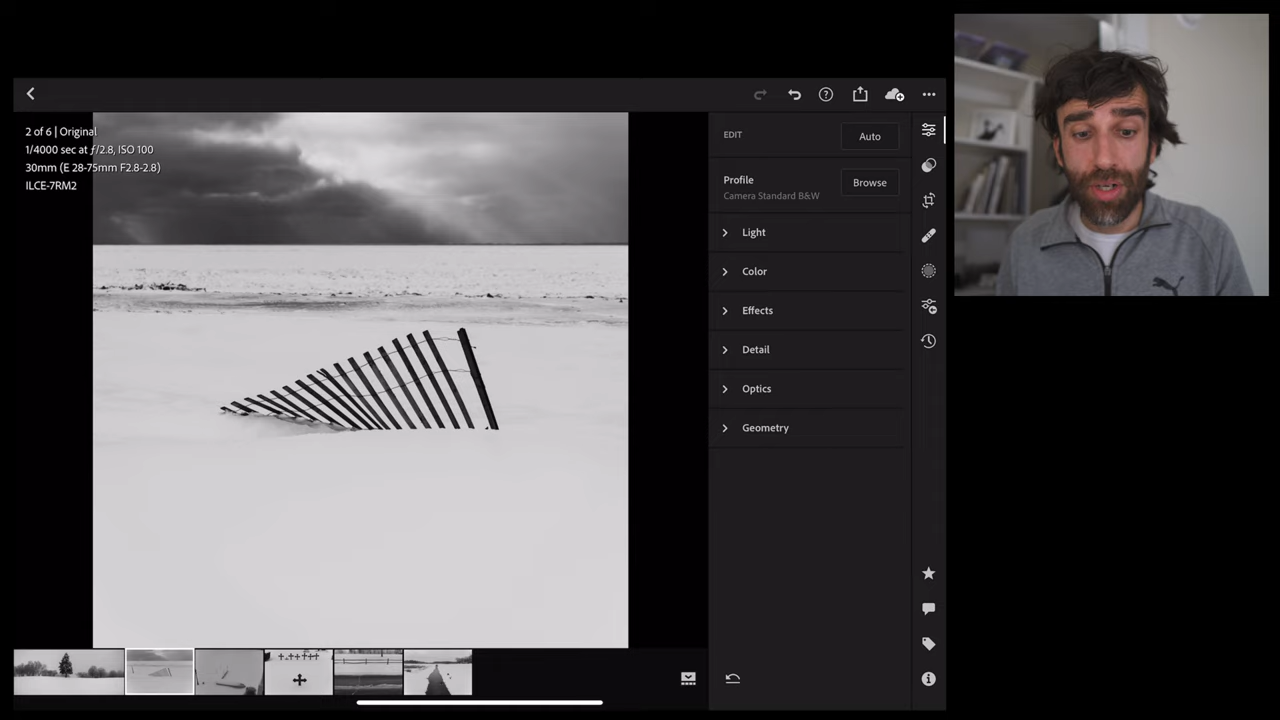 2 of 6 | Original
1/4000 sec at ƒ/2.8, ISO 100
30mm (E 28-75mm F2.8-2.8)
ILCE-7RM2
EDIT
Auto
Profile
Camera Standard B&W
Browse
Light
Color
Effects
Detail
Optics
Geometry